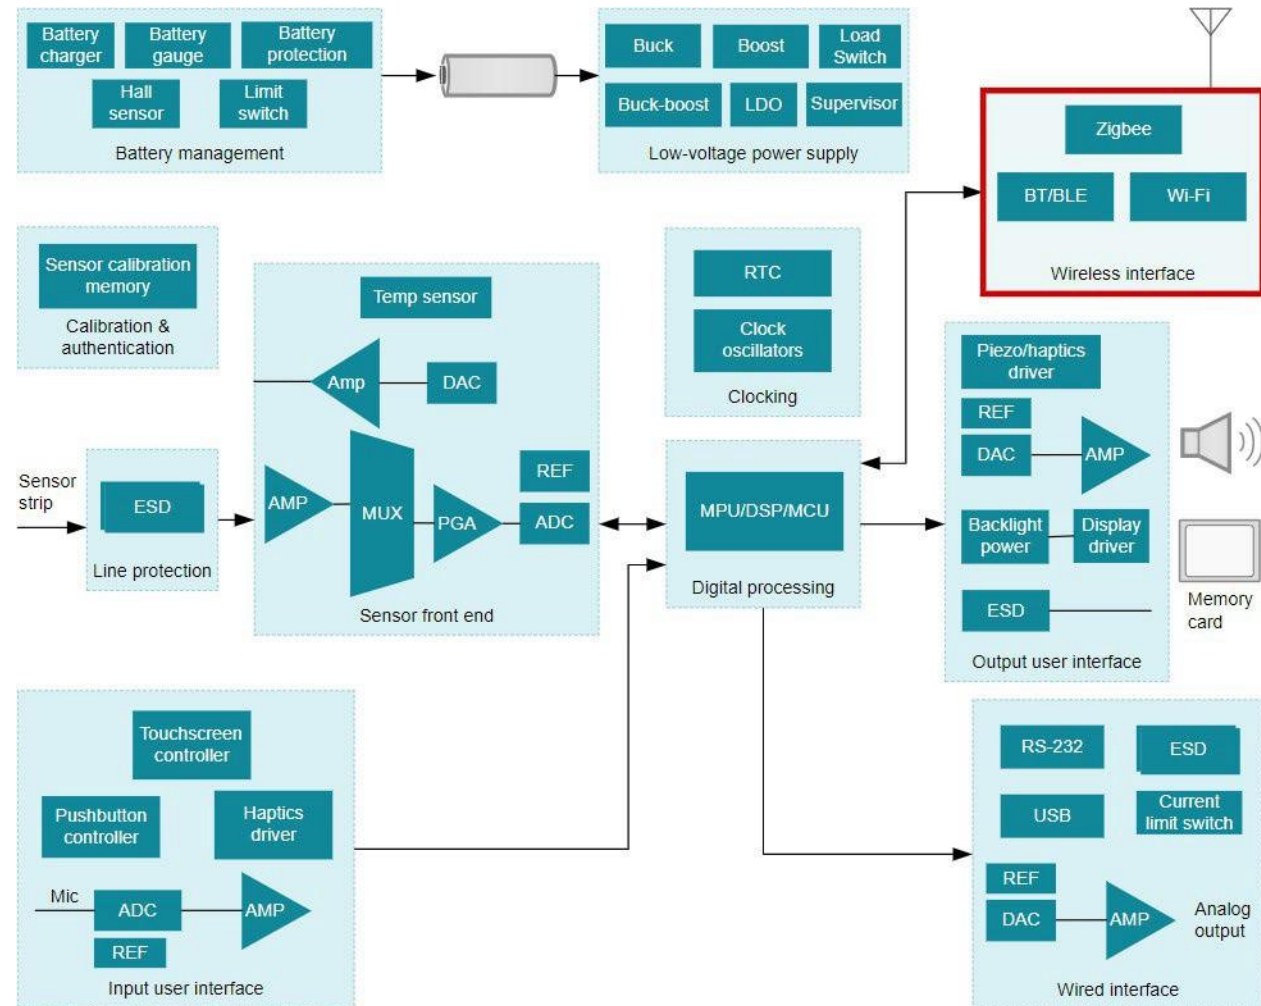 Battery
charger
Battery
gauge
Battery
protection
Hall
sensor
Limit
switch
Battery management
Buck
Boost
Load
Switch
Buck-boost
LDO
Supervisor
Low-voltage power supply
Zigbee
BT/BLE
Wi-Fi
Wireless interface
Sensor calibration
memory
Calibration &
authentication
Temp sensor
Amp
DAC
AMP
MUX
PGA
REF
ADC
Sensor front end
Sensor
strip
ESD
Line protection
RTC
Clock
oscillators
Clocking
MPU/DSP/MCU
Digital processing
Piezo/haptics
driver
REF
DAC
AMP
Backlight
power
Display
driver
ESD
Output user interface
Memory
card
Touchscreen
controller
Pushbutton
controller
Haptics
driver
Mic
ADC
AMP
REF
Input user interface
RS-232
ESD
USB
Current
limit switch
REF
DAC
AMP
Analog
output
Wired interface